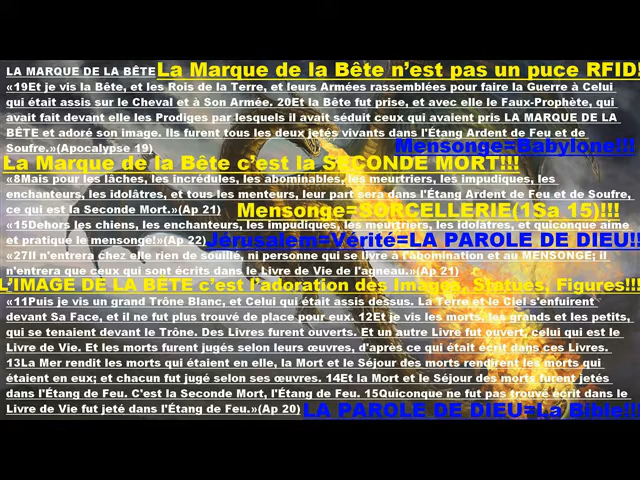 LA MARQUE DE LA BÊTE La Marque de la Bête n'est pas un puce RFID!
«19Et je vis la Bête, et les Rois de la Terre, et leurs Armées rassemblées pour faire la Guerre à Celui
qui était assis sur le Cheval et à Son Armée. 20Et la Bête fut prise, et avec elle le Faux-Prophète, qui
avait fait devant elle les Prodiges par lesquels il avait séduit ceux qui avaient pris LA MARQUE DE LA
BÊTE et adoré son image. Ils furent tous les deux jetés vivants dans l'Étang Ardent de Feu et de
Soufre.»(Apocalypse 19) Mensonge=Babylone!!!
La Marque de la Bête c'est la SECONDE MORT!!!
«8Mais pour les lâches, les incrédules, les abominables, les meurtriers, les impudiques, les
enchanteurs, les idolâtres, et tous les menteurs, leur part sera dans l'Étang Ardent de Feu et de Soufre,
ce qui est la Seconde Mort.»(Ap 21) Mensonge=SORCELLERIE(1Sa 15)!!!
«15Dehors les chiens, les enchanteurs, les impudiques, les meurtriers, les idolâtres, et quiconque aime
et pratique le mensonge!»(Ap 22) Jérusalem=Vérité=LA PAROLE DE DIEU!!
«27Il n'entrera chez elle rien de souillé, ni personne qui se livre à l'abomination et au MENSONGE; il
n'entrera que ceux qui sont écrits dans le Livre de Vie de l'agneau.»(Ap 21)
L'IMAGE DE LA BÊTE c'est l'adoration des Images, Statues, Figures!!!
«11Puis je vis un grand Trône Blanc, et Celui qui était assis dessus. La Terre et le Ciel s'enfuirent
devant Sa Face, et il ne fut plus trouvé de place pour eux. 12Et je vis les morts, les grands et les petits,
qui se tenaient devant le Trône. Des Livres furent ouverts. Et un autre Livre fut ouvert, celui qui est le
Livre de Vie. Et les morts furent jugés selon leurs œuvres, d'après ce qui était écrit dans ces Livres.
13La Mer rendit les morts qui étaient en elle, la Mort et le Séjour des morts rendirent les morts qui
étaient en eux; et chacun fut jugé selon ses œuvres. 14Et la Mort et le Séjour des morts furent jetés
dans l'Étang de Feu. C'est la Seconde Mort, l'Étang de Feu. 15Quiconque ne fut pas trouvé écrit dans le
Livre de Vie fut jeté dans l'Étang de Feu.»(Ap 20) LA PAROLE DE DIEU=La Bible!!!